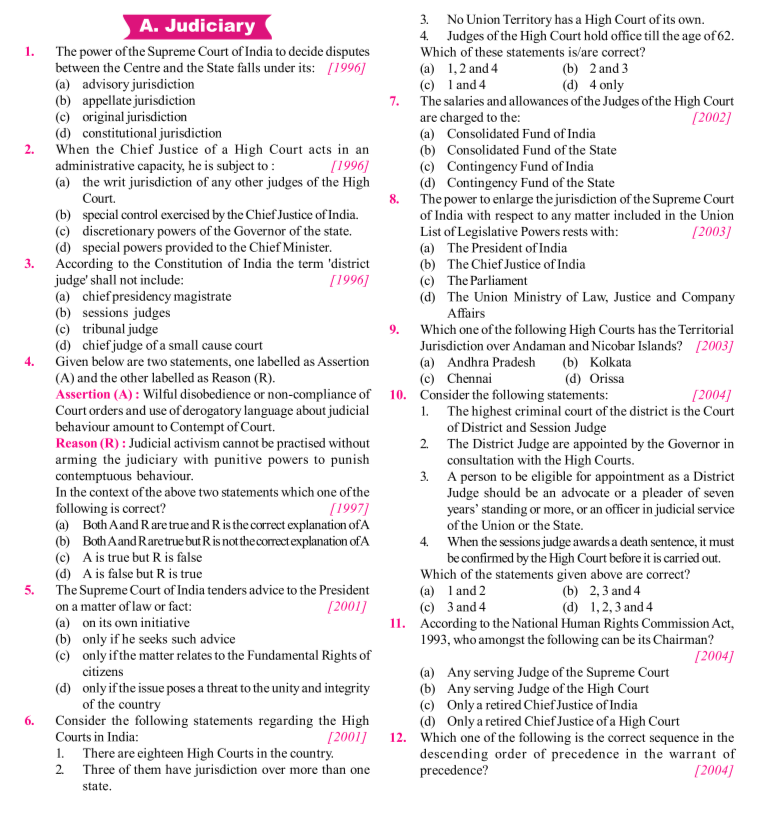 A. Judiciary
1. The power of the Supreme Court of India to decide disputes
between the Centre and the State falls under its: [1996]
(a) advisory jurisdiction
(b) appellate jurisdiction
(c) original jurisdiction
(d) constitutional jurisdiction
2. When the Chief Justice of a High Court acts in an
administrative capacity, he is subject to : [1996]
(a) the writ jurisdiction of any other judges of the High
Court.
(b) special control exercised by the Chief Justice of India.
(c) discretionary powers of the Governor of the state.
(d) special powers provided to the Chief Minister.
3. According to the Constitution of India the term 'district
judge' shall not include: [1996]
(a) chief presidency magistrate
(b) sessions judges
(c) tribunal judge
(d) chief judge of a small cause court
4. Given below are two statements, one labelled as Assertion
(A) and the other labelled as Reason (R).
Assertion (A) : Wilful disobedience or non-compliance of
Court orders and use of derogatory language about judicial
behaviour amount to Contempt of Court.
Reason (R) : Judicial activism cannot be practised without
arming the judiciary with punitive powers to punish
contemptuous behaviour.
In the context of the above two statements which one of the
following is correct? [1997]
(a) Both A and R are true and R is the correct explanation of A
(b) Both A and R are true but R is not the correct explanation of A
(c) A is true but R is false
(d) A is false but R is true
5. The Supreme Court of India tenders advice to the President
on a matter of law or fact: [2001]
(a) on its own initiative
(b) only if he seeks such advice
(c) only if the matter relates to the Fundamental Rights of
citizens
(d) only if the issue poses a threat to the unity and integrity
of the country
6. Consider the following statements regarding the High
Courts in India: [2001]
1. There are eighteen High Courts in the country.
2. Three of them have jurisdiction over more than one
state.
3. No Union Territory has a High Court of its own.
4. Judges of the High Court hold office till the age of 62.
Which of these statements is/are correct?
(a) 1, 2 and 4 (b) 2 and 3
(c) 1 and 4 (d) 4 only
7. The salaries and allowances of the Judges of the High Court
are charged to the: [2002]
(a) Consolidated Fund of India
(b) Consolidated Fund of the State
(c) Contingency Fund of India
(d) Contingency Fund of the State
8. The power to enlarge the jurisdiction of the Supreme Court
of India with respect to any matter included in the Union
List of Legislative Powers rests with: [2003]
(a) The President of India
(b) The Chief Justice of India
(c) The Parliament
(d) The Union Ministry of Law, Justice and Company
Affairs
9. Which one of the following High Courts has the Territorial
Jurisdiction over Andaman and Nicobar Islands? [2003]
(a) Andhra Pradesh (b) Kolkata
(c) Chennai (d) Orissa
10. Consider the following statements: [2004]
1. The highest criminal court of the district is the Court
of District and Session Judge
2. The District Judge are appointed by the Governor in
consultation with the High Courts.
3. A person to be eligible for appointment as a District
Judge should be an advocate or a pleader of seven
years’ standing or more, or an officer in judicial service
of the Union or the State.
4. When the sessions judge awards a death sentence, it must
be confirmed by the High Court before it is carried out.
Which of the statements given above are correct?
(a) 1 and 2 (b) 2, 3 and 4
(c) 3 and 4 (d) 1, 2, 3 and 4
11. According to the National Human Rights Commission Act,
1993, who amongst the following can be its Chairman?
[2004]
(a) Any serving Judge of the Supreme Court
(b) Any serving Judge of the High Court
(c) Only a retired Chief Justice of India
(d) Only a retired Chief Justice of a High Court
12. Which one of the following is the correct sequence in the
descending order of precedence in the warrant of
precedence? [2004]